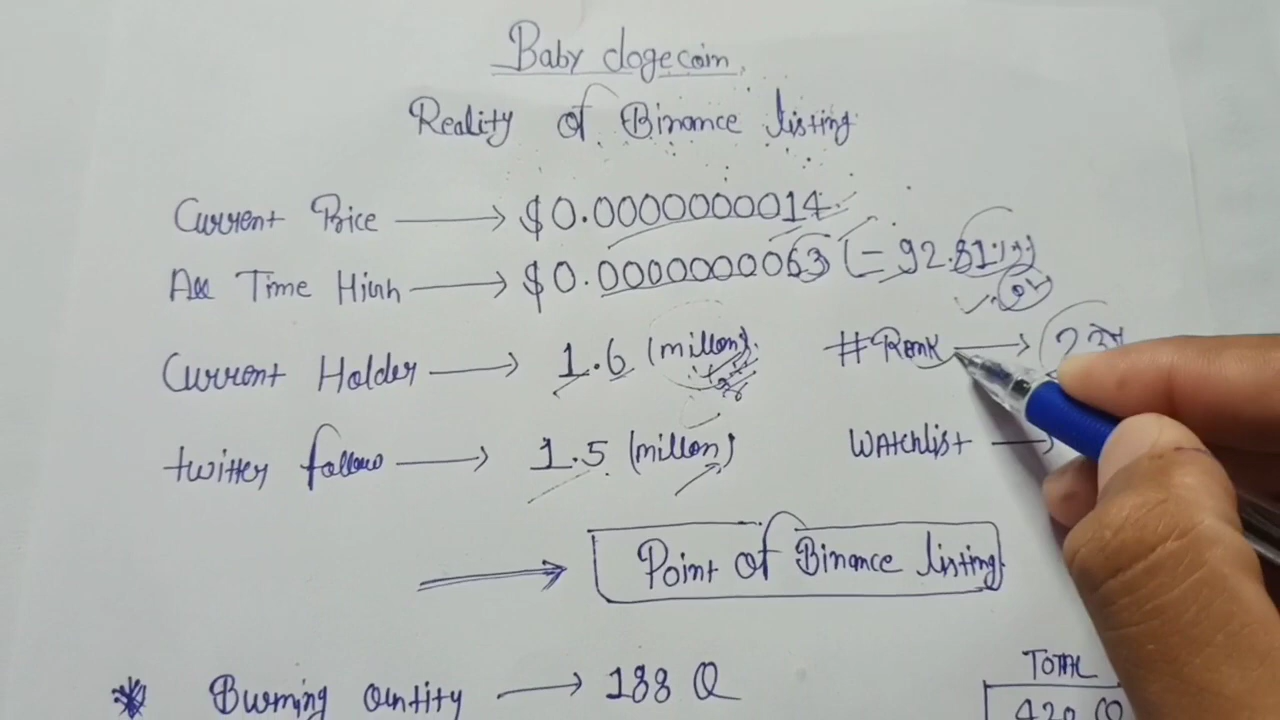 Baby dogecoin
Reality of Binance listing
Current Price → $0.0000000014
All Time High → $0.0000000063 (-92.81
Current Holder → 1.6 (millon) #Rank →
twitter follow → 1.5 (millon) Watchlist →
→ Point of Binance listing
* Burning Quntity → 188 Q
TOTAL
420 Q